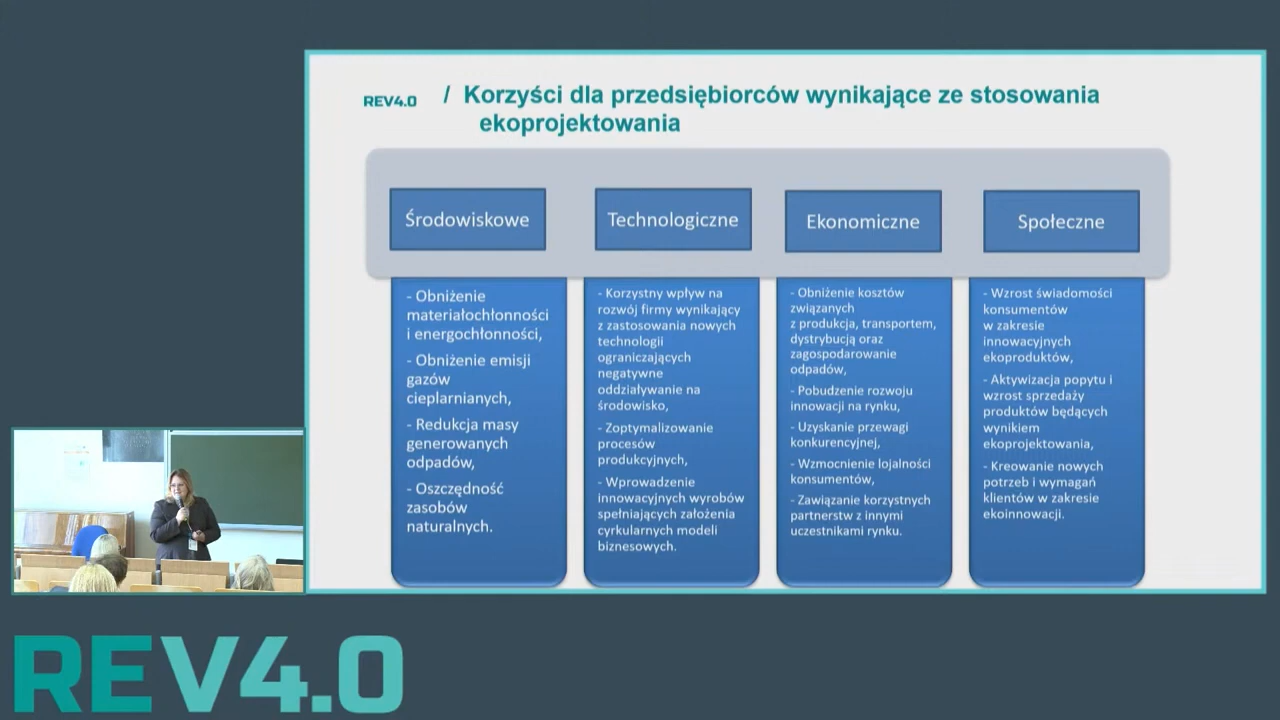 REV4.0 / Korzyści dla przedsiębiorców wynikające ze stosowania
ekoprojektowania
Środowiskowe
- Obniżenie
materiałochłonności
i energochłonności,
- Obniżenie emisji
gazów
cieplarnianych,
- Redukcja masy
generowanych
odpadów,
- Oszczędność
zasobów
naturalnych.
Technologiczne
- Korzystny wpływ na
rozwój firmy wynikający
z zastosowania nowych
technologii
ograniczających
negatywne
oddziaływanie na
środowisko,
- Zoptymalizowanie
procesów
produkcyjnych,
- Wprowadzenie
innowacyjnych wyrobów
spełniających założenia
cyrkularnych modeli
biznesowych.
Ekonomiczne
- Obniżenie kosztów
związanych
z produkcja, transportem,
dystrybucją oraz
zagospodarowanie
odpadów,
- Pobudzenie rozwoju
innowacji na rynku,
- Uzyskanie przewagi
konkurencyjnej,
- Wzmocnienie lojalności
konsumentów,
- Zawiązanie korzystnych
partnerstw z innymi
uczestnikami rynku.
Społeczne
- Wzrost świadomości
konsumentów
w zakresie
innowacyjnych
ekoproduktów,
- Aktywizacja popytu i
wzrost sprzedaży
produktów będących
wynikiem
ekoprojektowania,
- Kreowanie nowych
potrzeb i wymagań
klientów w zakresie
ekoinnowacji.
REV4.0